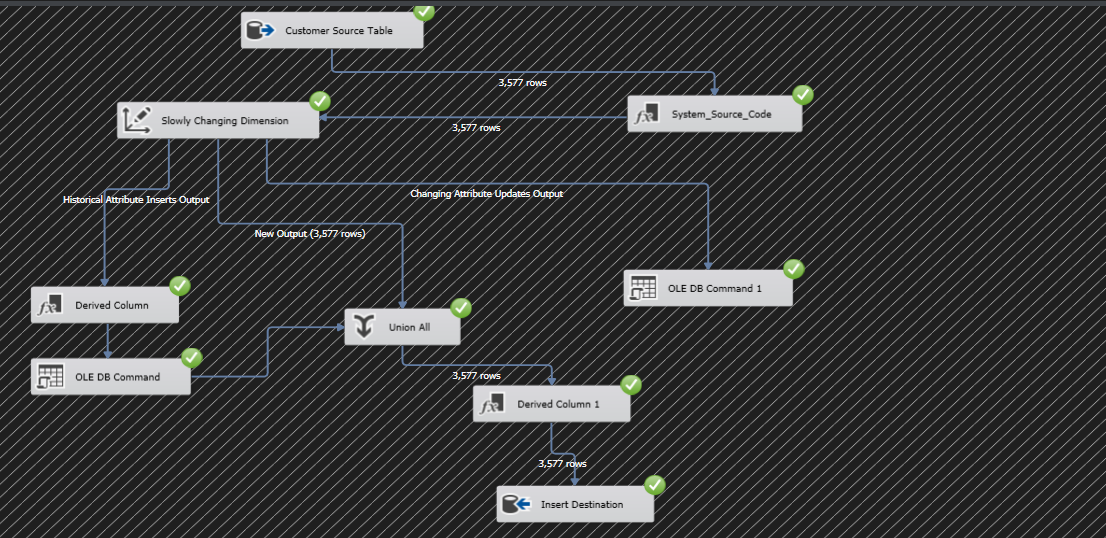 Customer Source Table
3,577 rows
System_Source_Code
Slowly Changing Dimension
3,577 rows
Historical Attribute Inserts Output
Changing Attribute Updates Output
New Output (3,577 rows)
OLE DB Command 1
Derived Column
Union All
OLE DB Command
3,577 rows
Derived Column 1
3,577 rows
Insert Destination